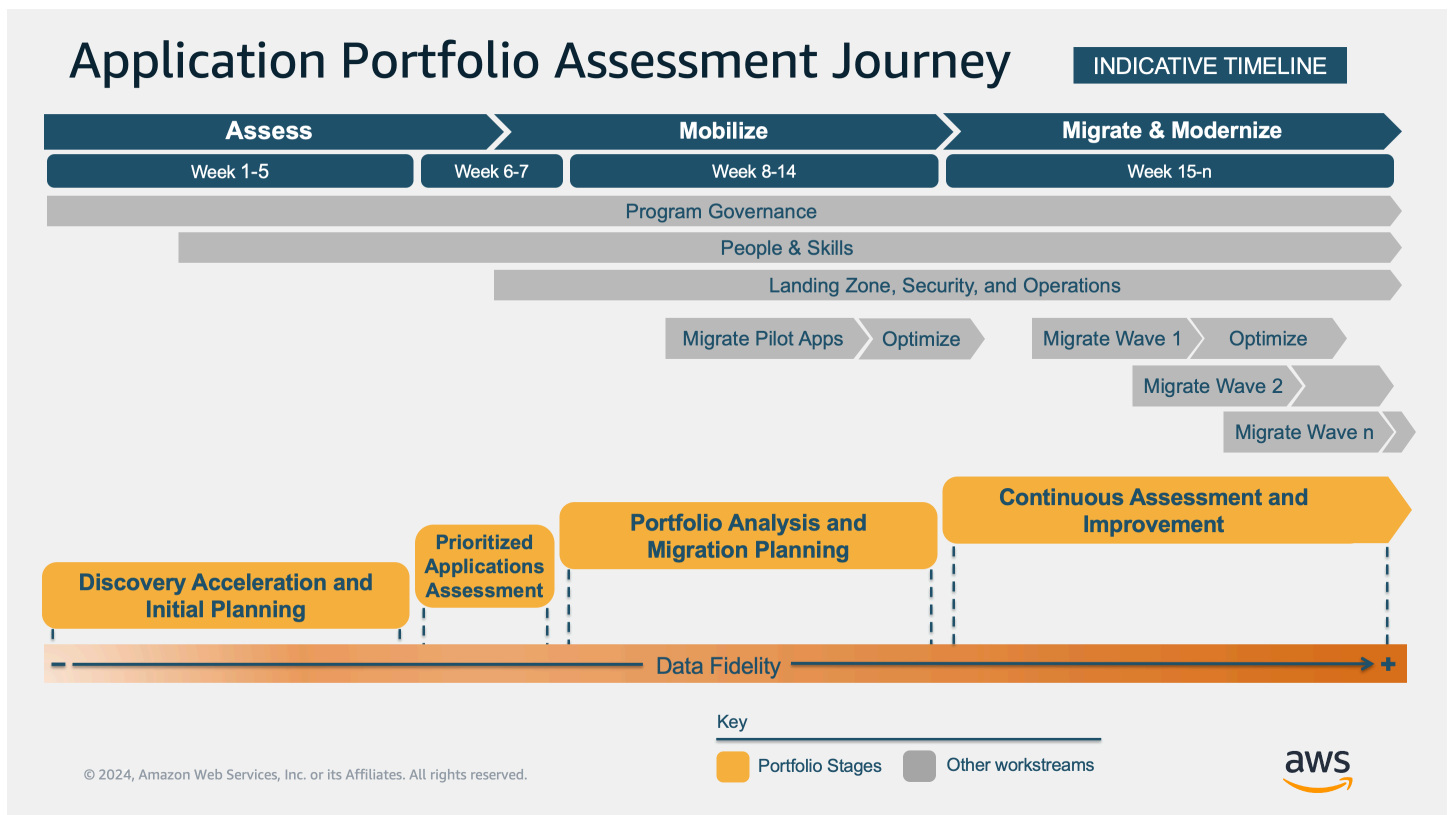 Application Portfolio Assessment Journey
INDICATIVE TIMELINE
Assess
Mobilize
Migrate & Modernize
Week 1-5
Week 6-7
Week 8-14
Week 15-n
Program Governance
People & Skills
Landing Zone, Security, and Operations
Migrate Pilot Apps
Optimize
Migrate Wave 1
Optimize
Migrate Wave 2
Migrate Wave n
Continuous Assessment and
Improvement
Portfolio Analysis and
Migration Planning
Prioritized
Applications
Assessment
Discovery Acceleration and
Initial Planning
Data Fidelity
Key
Portfolio Stages
Other workstreams
© 2024, Amazon Web Services, Inc. or its Affiliates. All rights reserved.
aws